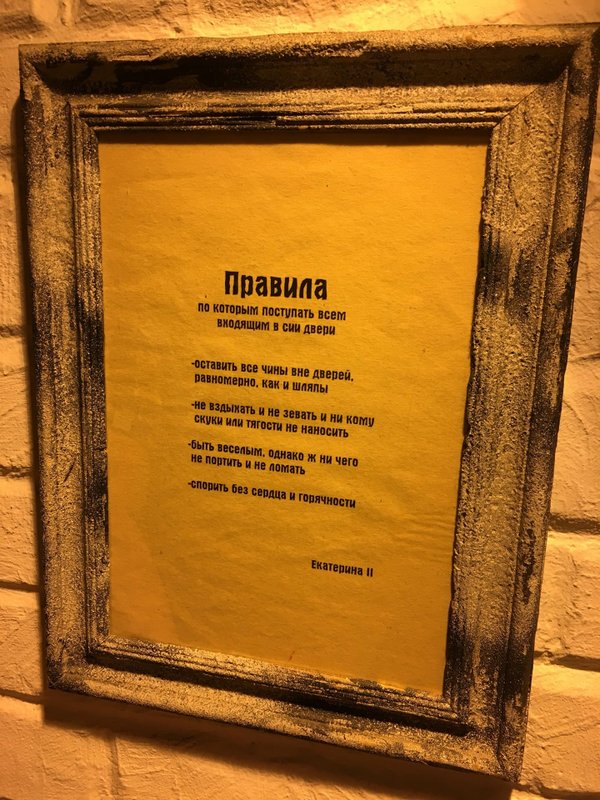 Правила
по которым поступать всем
входящим в сии двери
-оставить все чины вне дверей,
равномерно, как и шляпы
-не вздыхать и не зевать и ни кому
скуки или тягости не наносить
-быть веселым, однако ж ни чего
не портить и не ломать
-спорить без сердца и горячности
Екатерина II